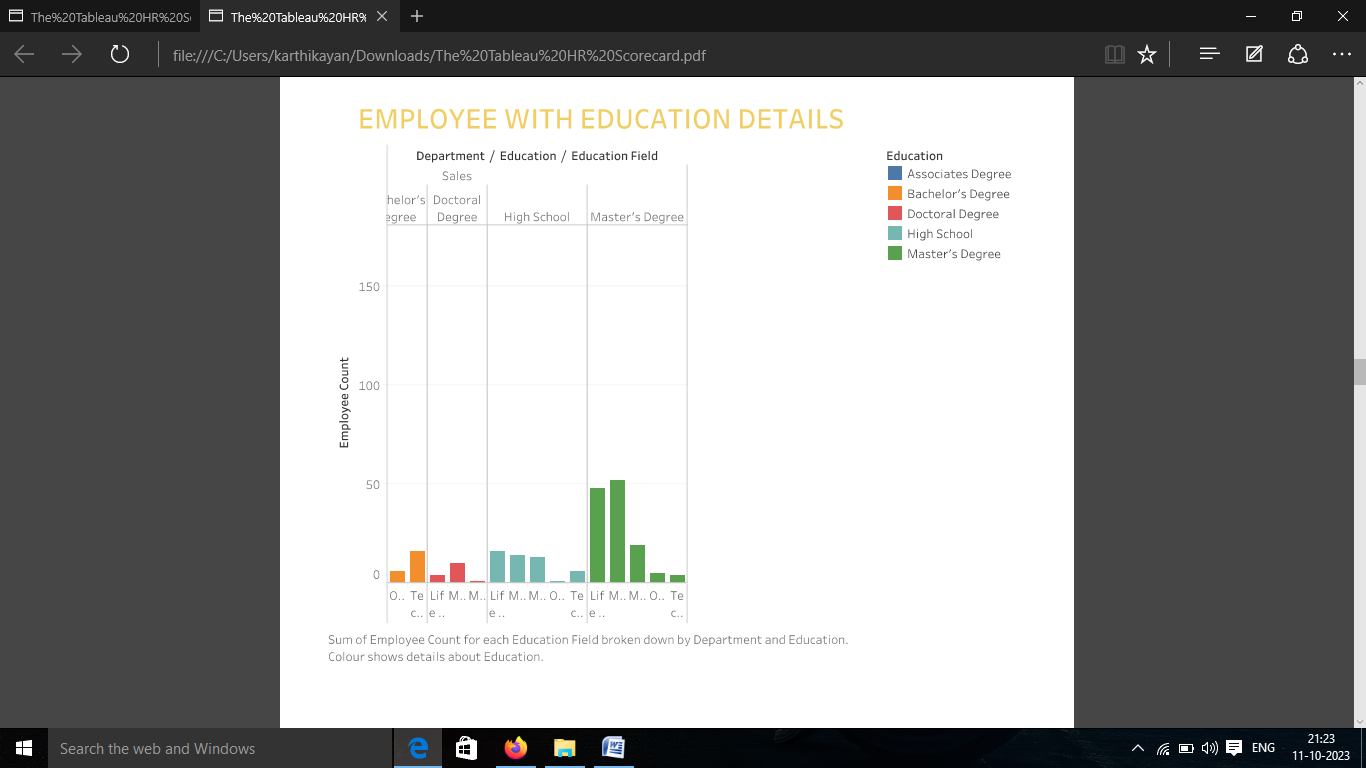 The%20Tableau%20HR%20S
The%20Tableau%20HR%
file:///C:/Users/karthikayan/Downloads/The%20Tableau%20HR%20Scorecard.pdf
EMPLOYEE WITH EDUCATION DETAILS
Department / Education / Education Field
Sales
helor's Doctoral
egree Degree High School Master's Degree
Education
Associates Degree
Bachelor's Degree
Doctoral Degree
High School
Master's Degree
150
100
50
0
Employee Count
O.. Te Lif M.. M.. Lif M.. M.. O.. Te Lif M.. M.. O.. Te
c.. e .. e .. c.. e .. c..
Sum of Employee Count for each Education Field broken down by Department and Education.
Colour shows details about Education.
Search the web and Windows
ENG
21:23
11-10-2023